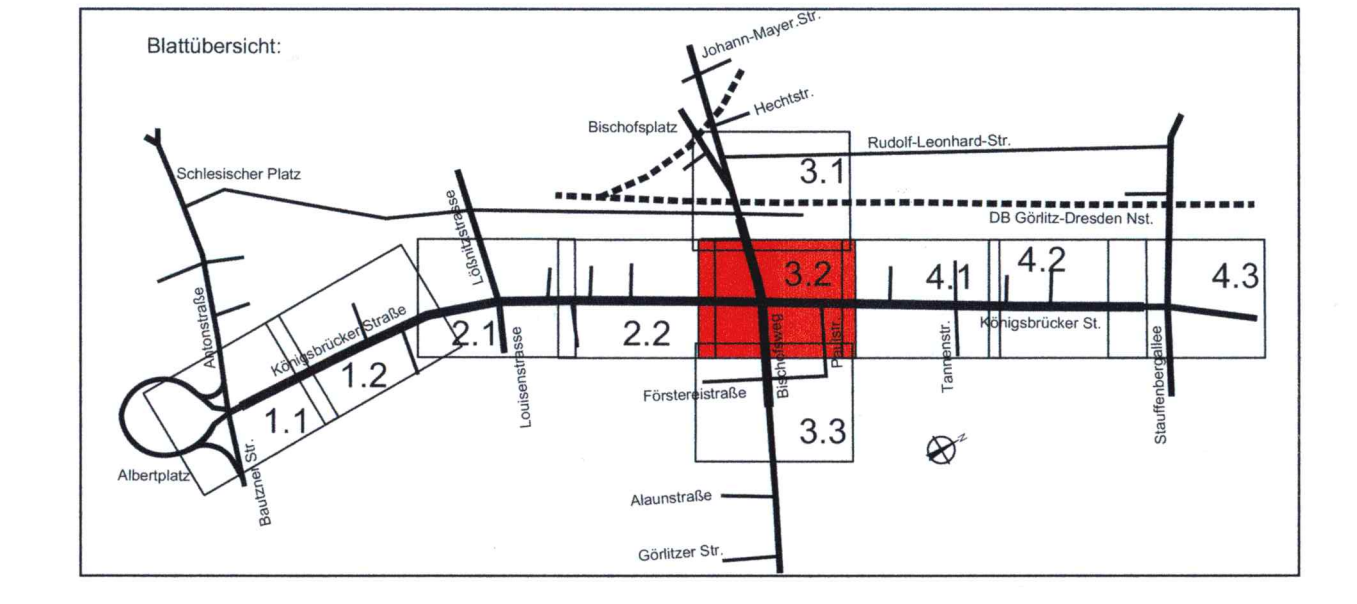 Blattübersicht:
Johann-Mayer.Str.
Hechtstr.
Bischofsplatz
Rudolf-Leonhard-Str.
3.1
Schlesischer Platz
DB Görlitz-Dresden Nst.
Lößnitzstrasse
3.2
4.1
4.2
4.3
Antonstraße
Königsbrücker Straße
2.1
2.2
Louisenstrasse
Bischofsweg
Paulstr.
Tannenstr.
Königsbrücker St.
Stauffenbergallee
1.2
1.1
Förstereistraße
3.3
N
Albertplatz
Bautzner Str.
Alaunstraße
Görlitzer Str.